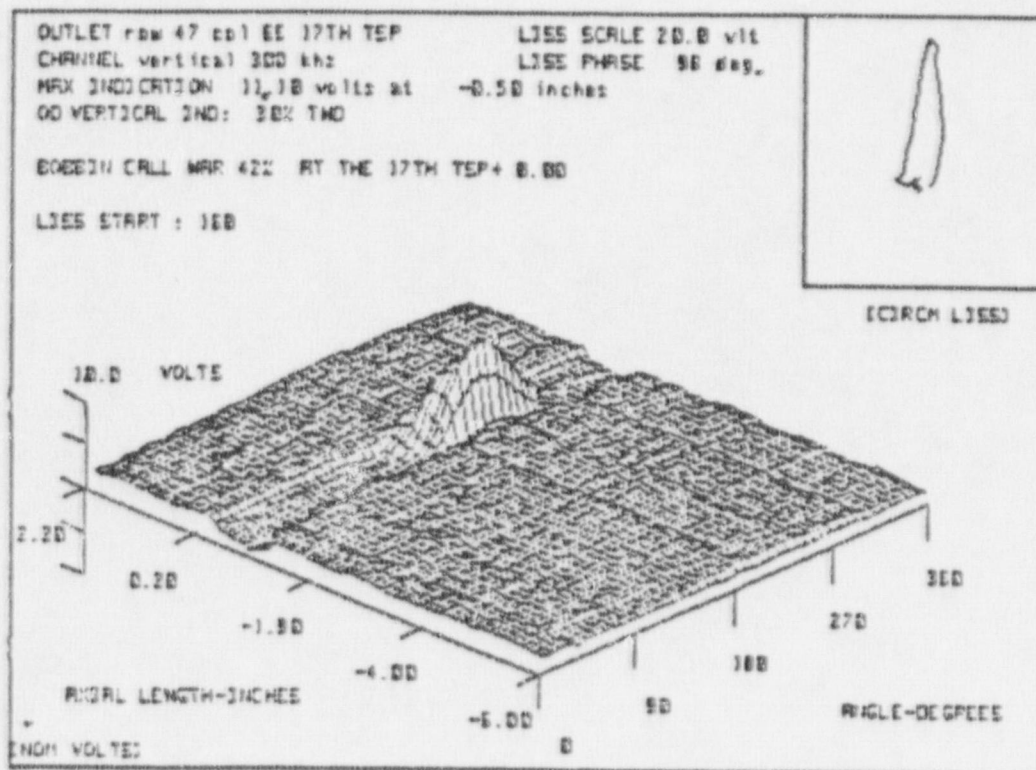 OUTLET row 47 col EE 17TH TSP
LISS SCALE 20.0 vlt
CHANNEL vertical 300 khz
LISS PHASE 90 deg.
MAX INDICATION 11.10 volts at -0.50 inches
OD VERTICAL IND: 30% TWD
BOBBIN CALL WAR 42% AT THE 17TH TSP+ 0.00
LISS START : 180
[CIRCM LISS]
10.0 VOLTS
2.20
0.20
-1.80
-4.00
-6.00
0
90
180
270
360
AXIAL LENGTH-INCHES
ANGLE-DEGREES
[NOM VOLTS]